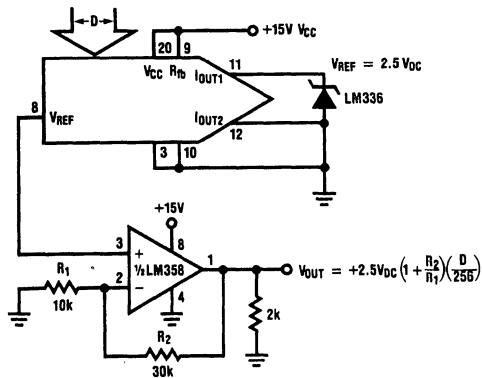 D
+15V VCC
20 9
VCC Rfb
IOUT1
11
VREF = 2.5 VDC
LM336
8
VREF
IOUT2
12
3 10
+15V
8
3
+
½ LM358
1
VOUT = +2.5VDC (1 + R2/R1)(D/256)
R1
2
−
10k
4
2k
R2
30k